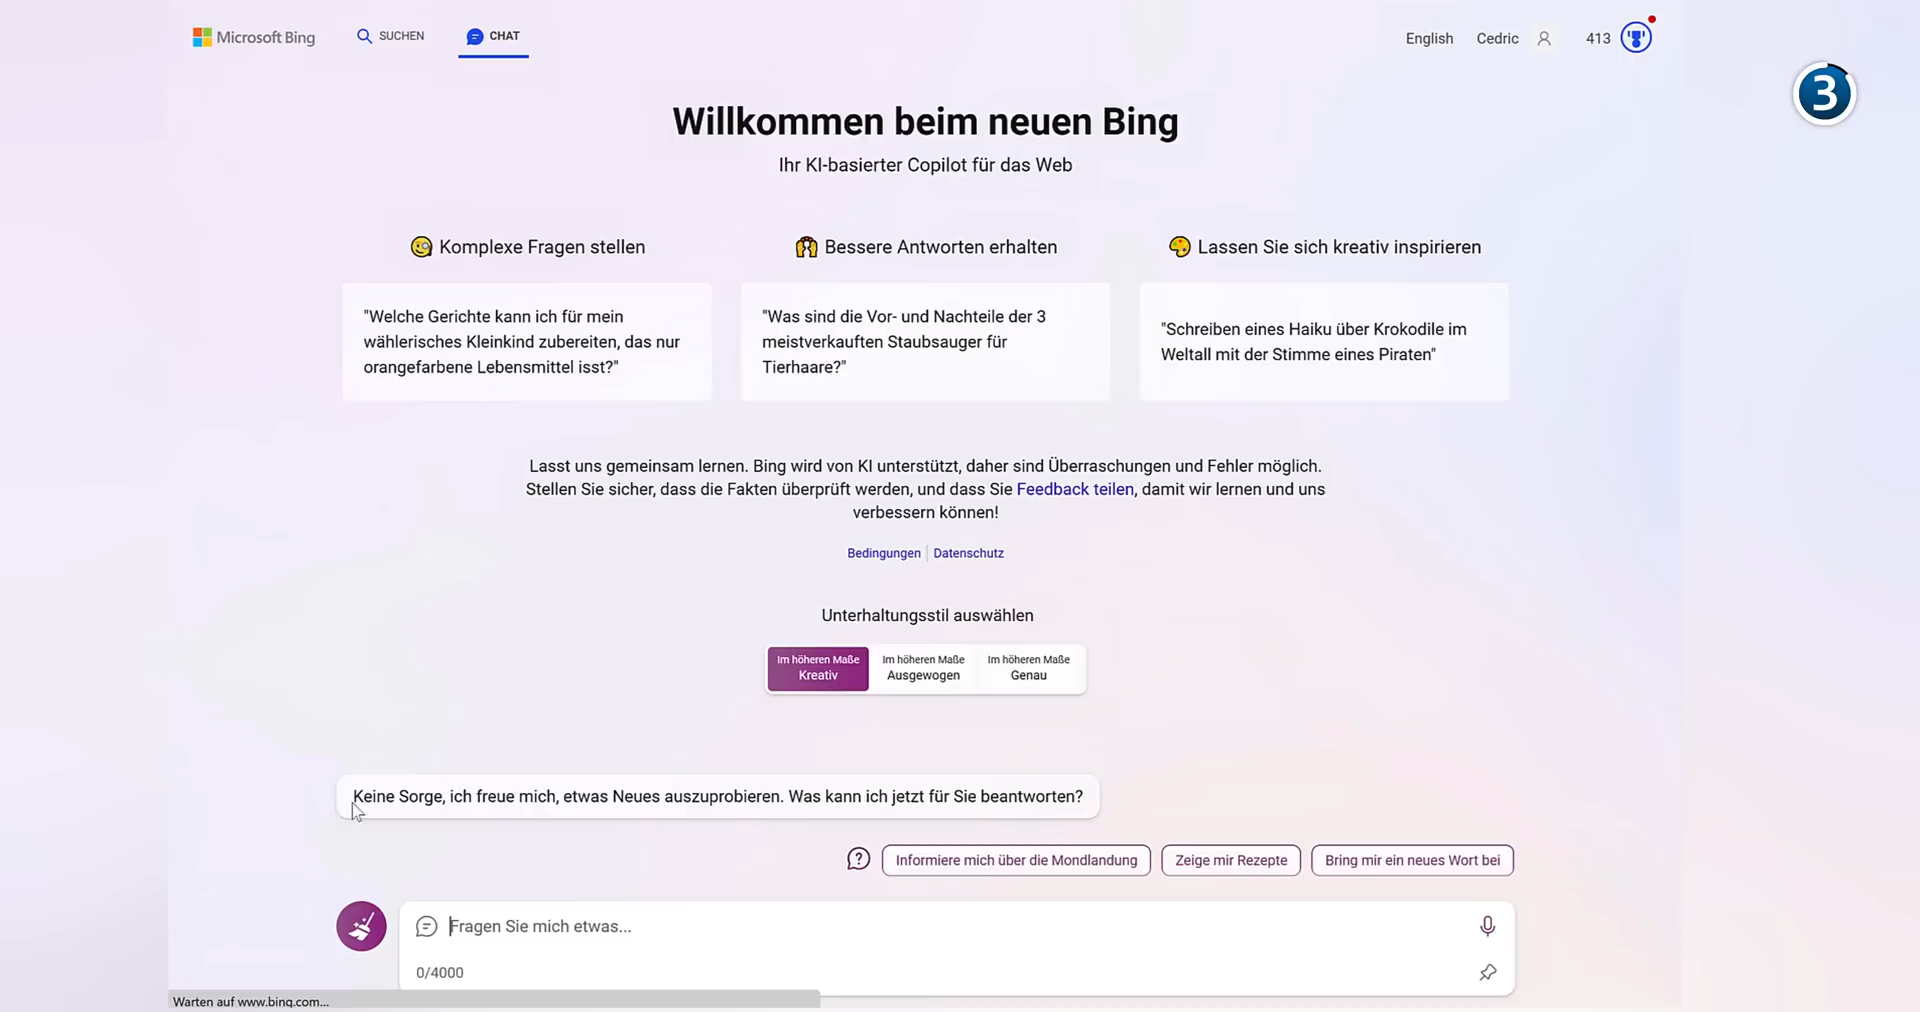 Microsoft Bing
SUCHEN
CHAT
English
Cedric
413
3
Willkommen beim neuen Bing
Ihr KI-basierter Copilot für das Web
Komplexe Fragen stellen
Bessere Antworten erhalten
Lassen Sie sich kreativ inspirieren
"Welche Gerichte kann ich für mein
wählerisches Kleinkind zubereiten, das nur
orangefarbene Lebensmittel isst?"
"Was sind die Vor- und Nachteile der 3
meistverkauften Staubsauger für
Tierhaare?"
"Schreiben eines Haiku über Krokodile im
Weltall mit der Stimme eines Piraten"
Lasst uns gemeinsam lernen. Bing wird von KI unterstützt, daher sind Überraschungen und Fehler möglich.
Stellen Sie sicher, dass die Fakten überprüft werden, und dass Sie Feedback teilen, damit wir lernen und uns
verbessern können!
Bedingungen
Datenschutz
Unterhaltungsstil auswählen
Im höheren Maße
Kreativ
Im höheren Maße
Ausgewogen
Im höheren Maße
Genau
Keine Sorge, ich freue mich, etwas Neues auszuprobieren. Was kann ich jetzt für Sie beantworten?
Informiere mich über die Mondlandung
Zeige mir Rezepte
Bring mir ein neues Wort bei
Fragen Sie mich etwas...
0/4000
Warten auf www.bing.com...